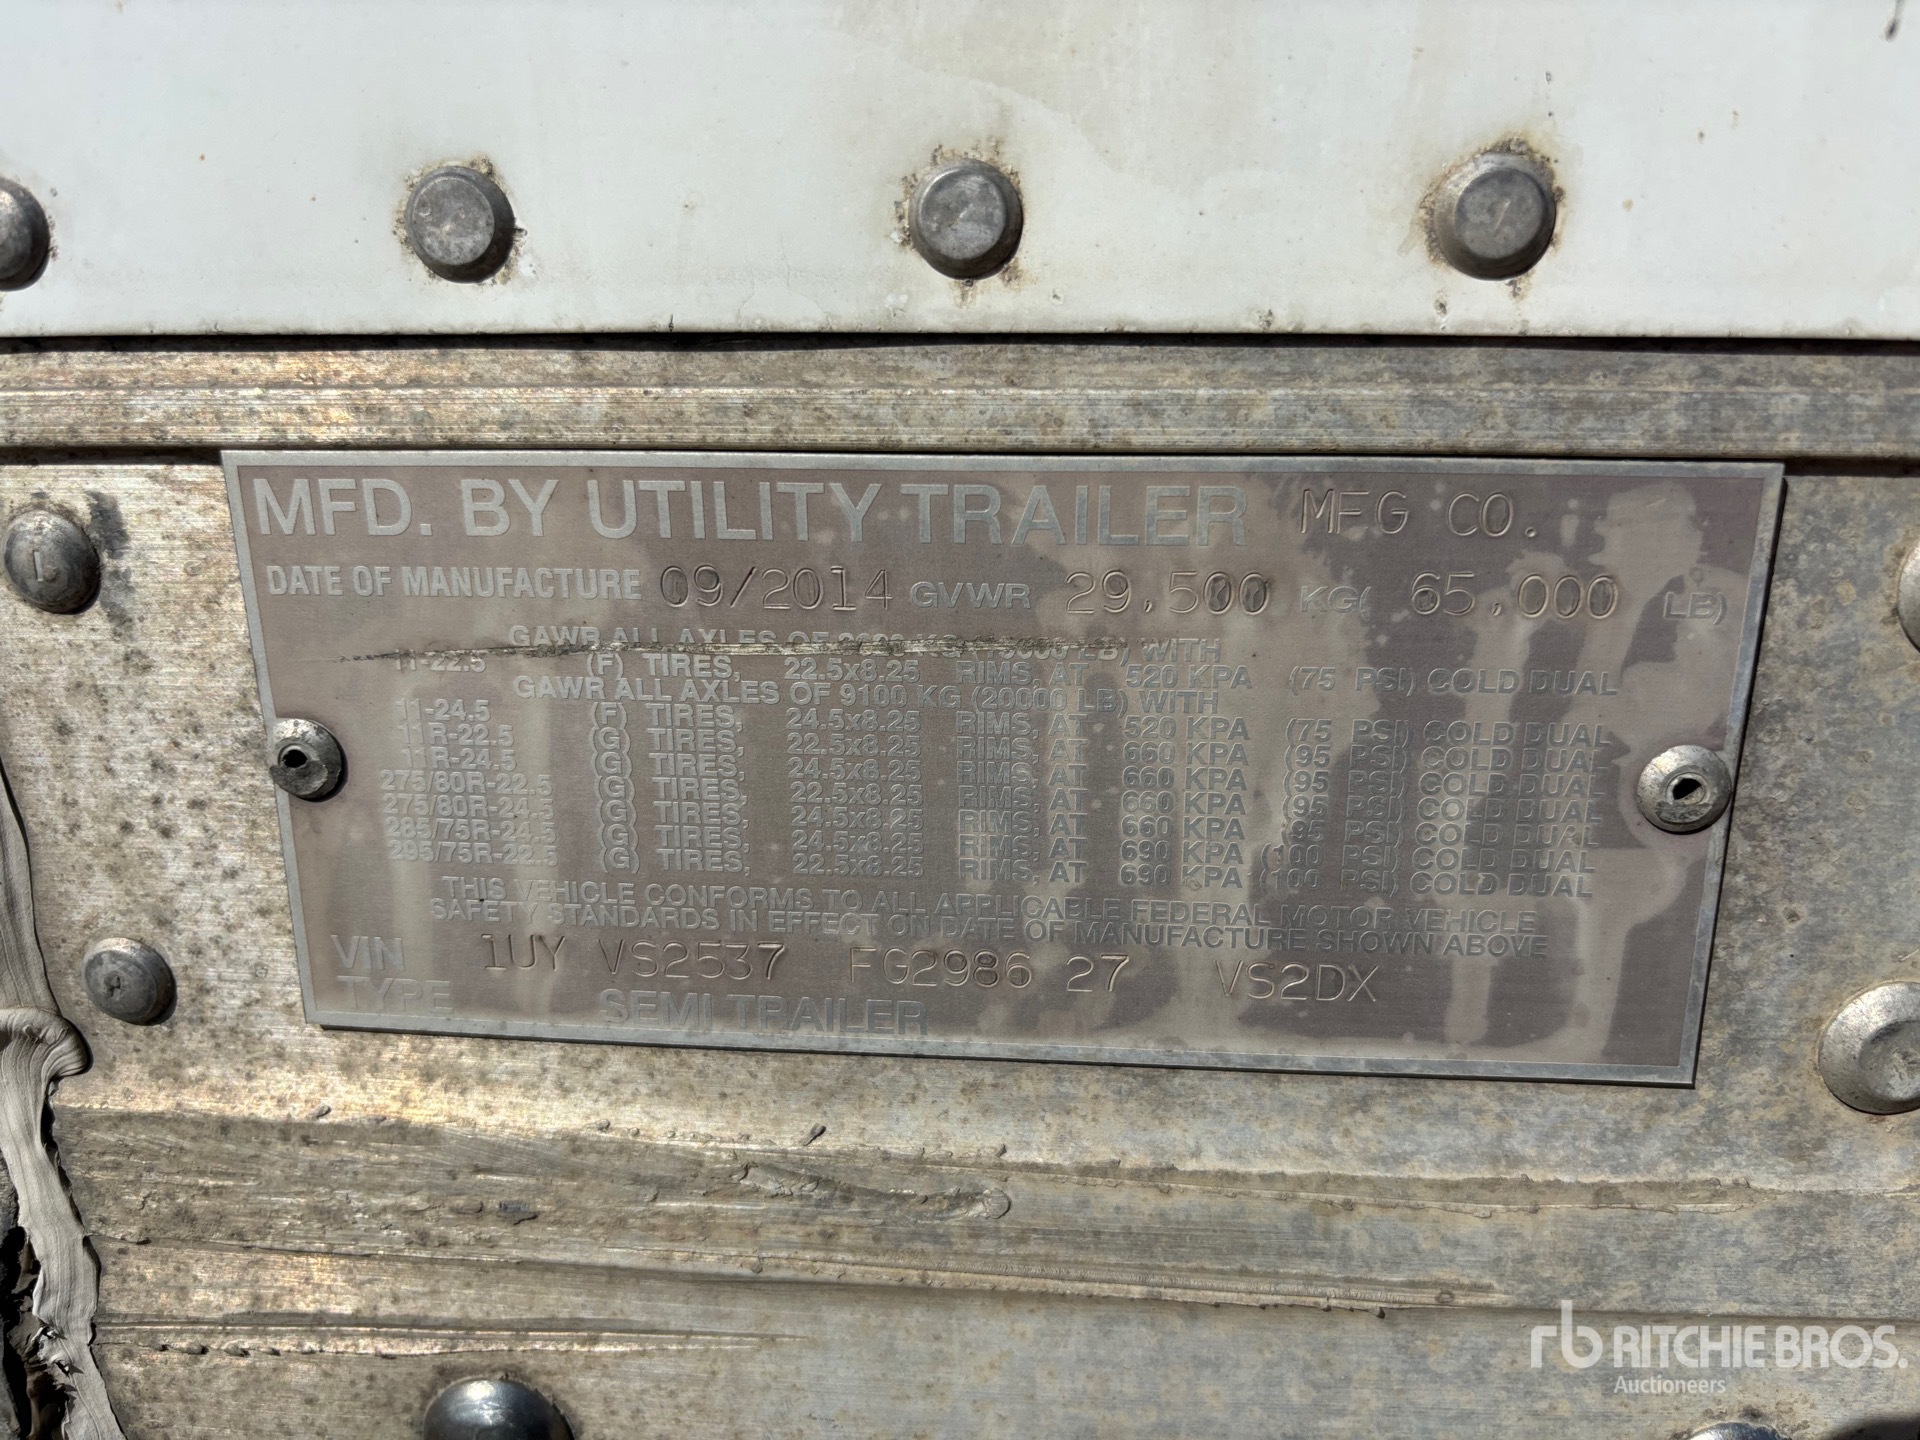 MFD. BY UTILITY TRAILER MFG CO.
DATE OF MANUFACTURE 09/2014 GVWR 29,500 KG( 65,000 LB)
GAWR ALL AXLES OF LB) WITH
11-22.5 (F) TIRES, 22.5x8.25 RIMS, AT 520 KPA (75 PSI) COLD DUAL
GAWR ALL AXLES OF 9100 KG (20000 LB) WITH
11-24.5 (F) TIRES, 24.5x8.25 RIMS, AT 520 KPA (75 PSI) COLD DUAL
11R-22.5 (G) TIRES, 22.5x8.25 RIMS, AT 660 KPA (95 PSI) COLD DUAL
11R-24.5 (G) TIRES, 24.5x8.25 RIMS, AT 660 KPA (95 PSI) COLD DUAL
275/80R-22.5 (G) TIRES, 22.5x8.25 RIMS, AT 660 KPA (95 PSI) COLD DUAL
275/80R-24.5 (G) TIRES, 24.5x8.25 RIMS, AT 660 KPA (95 PSI) COLD DUAL
285/75R-24.5 (G) TIRES, 24.5x8.25 RIMS, AT 690 KPA (100 PSI) COLD DUAL
295/75R-22.5 (G) TIRES, 22.5x8.25 RIMS, AT 690 KPA (100 PSI) COLD DUAL
THIS VEHICLE CONFORMS TO ALL APPLICABLE FEDERAL MOTOR VEHICLE
SAFETY STANDARDS IN EFFECT ON DATE OF MANUFACTURE SHOWN ABOVE
VIN 1UY VS2537 FG2986 27 VS2DX
TYPE SEMI TRAILER
rb RITCHIE BROS.
Auctioneers